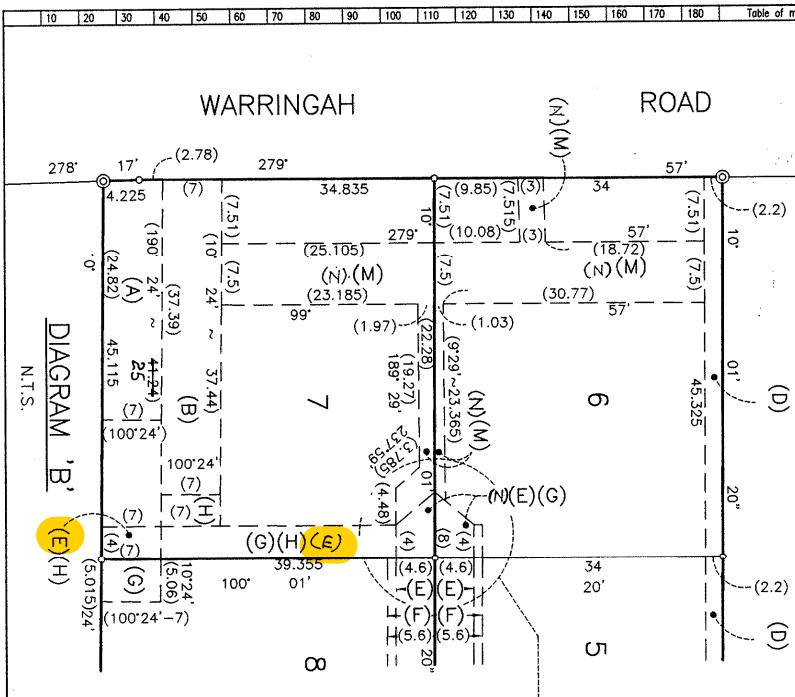 10 20 30 40 50 60 70 80 90 100 110 120 130 140 150 160 170 180 Table of m
WARRINGAH ROAD
(N)(M)
278° 17' (2.78) 279° 57'
4.225 (7) 34.835 (9.85) (3) 34 (2.2)
(7.51) 10' (7.51) (7.515) (7.51) 10'
279° (10.08) (3) 57'
(25.105) (18.72)
(190° 24' ~ 37.39)
(10° 24' ~ 37.44)
(7.5) (N)(M) (7.5) (N)(M) (7.5)
(23.185) (30.77)
99° 57'
(1.97) (1.03)
(24.82)
'0°
(A)
45.115
41.24
25
(22.28)
(19.27)
189° 29'
(9°29'~23.365)
01'
(D)
45.325
DIAGRAM 'B'
N.T.S.
(B)
7
6
(N)(M)
(7)
(100°24')
100°24'
(7)
(7) (H)
237°59'
(3.785)
(4.48)
01'
(N)(E)(G)
20"
(7)
(E)(H)
(4)
(7)
(G)(H)(E)
(4) (8) (4)
39.355 34
100° 01' 20'
(4.6) (4.6)
(2.2)
(G)
10°24'
(5.06)
(5.015) 24'
(100°24'-7)
(E) (E)
(F) (F)
(5.6) (5.6)
20"
(D)
8
5